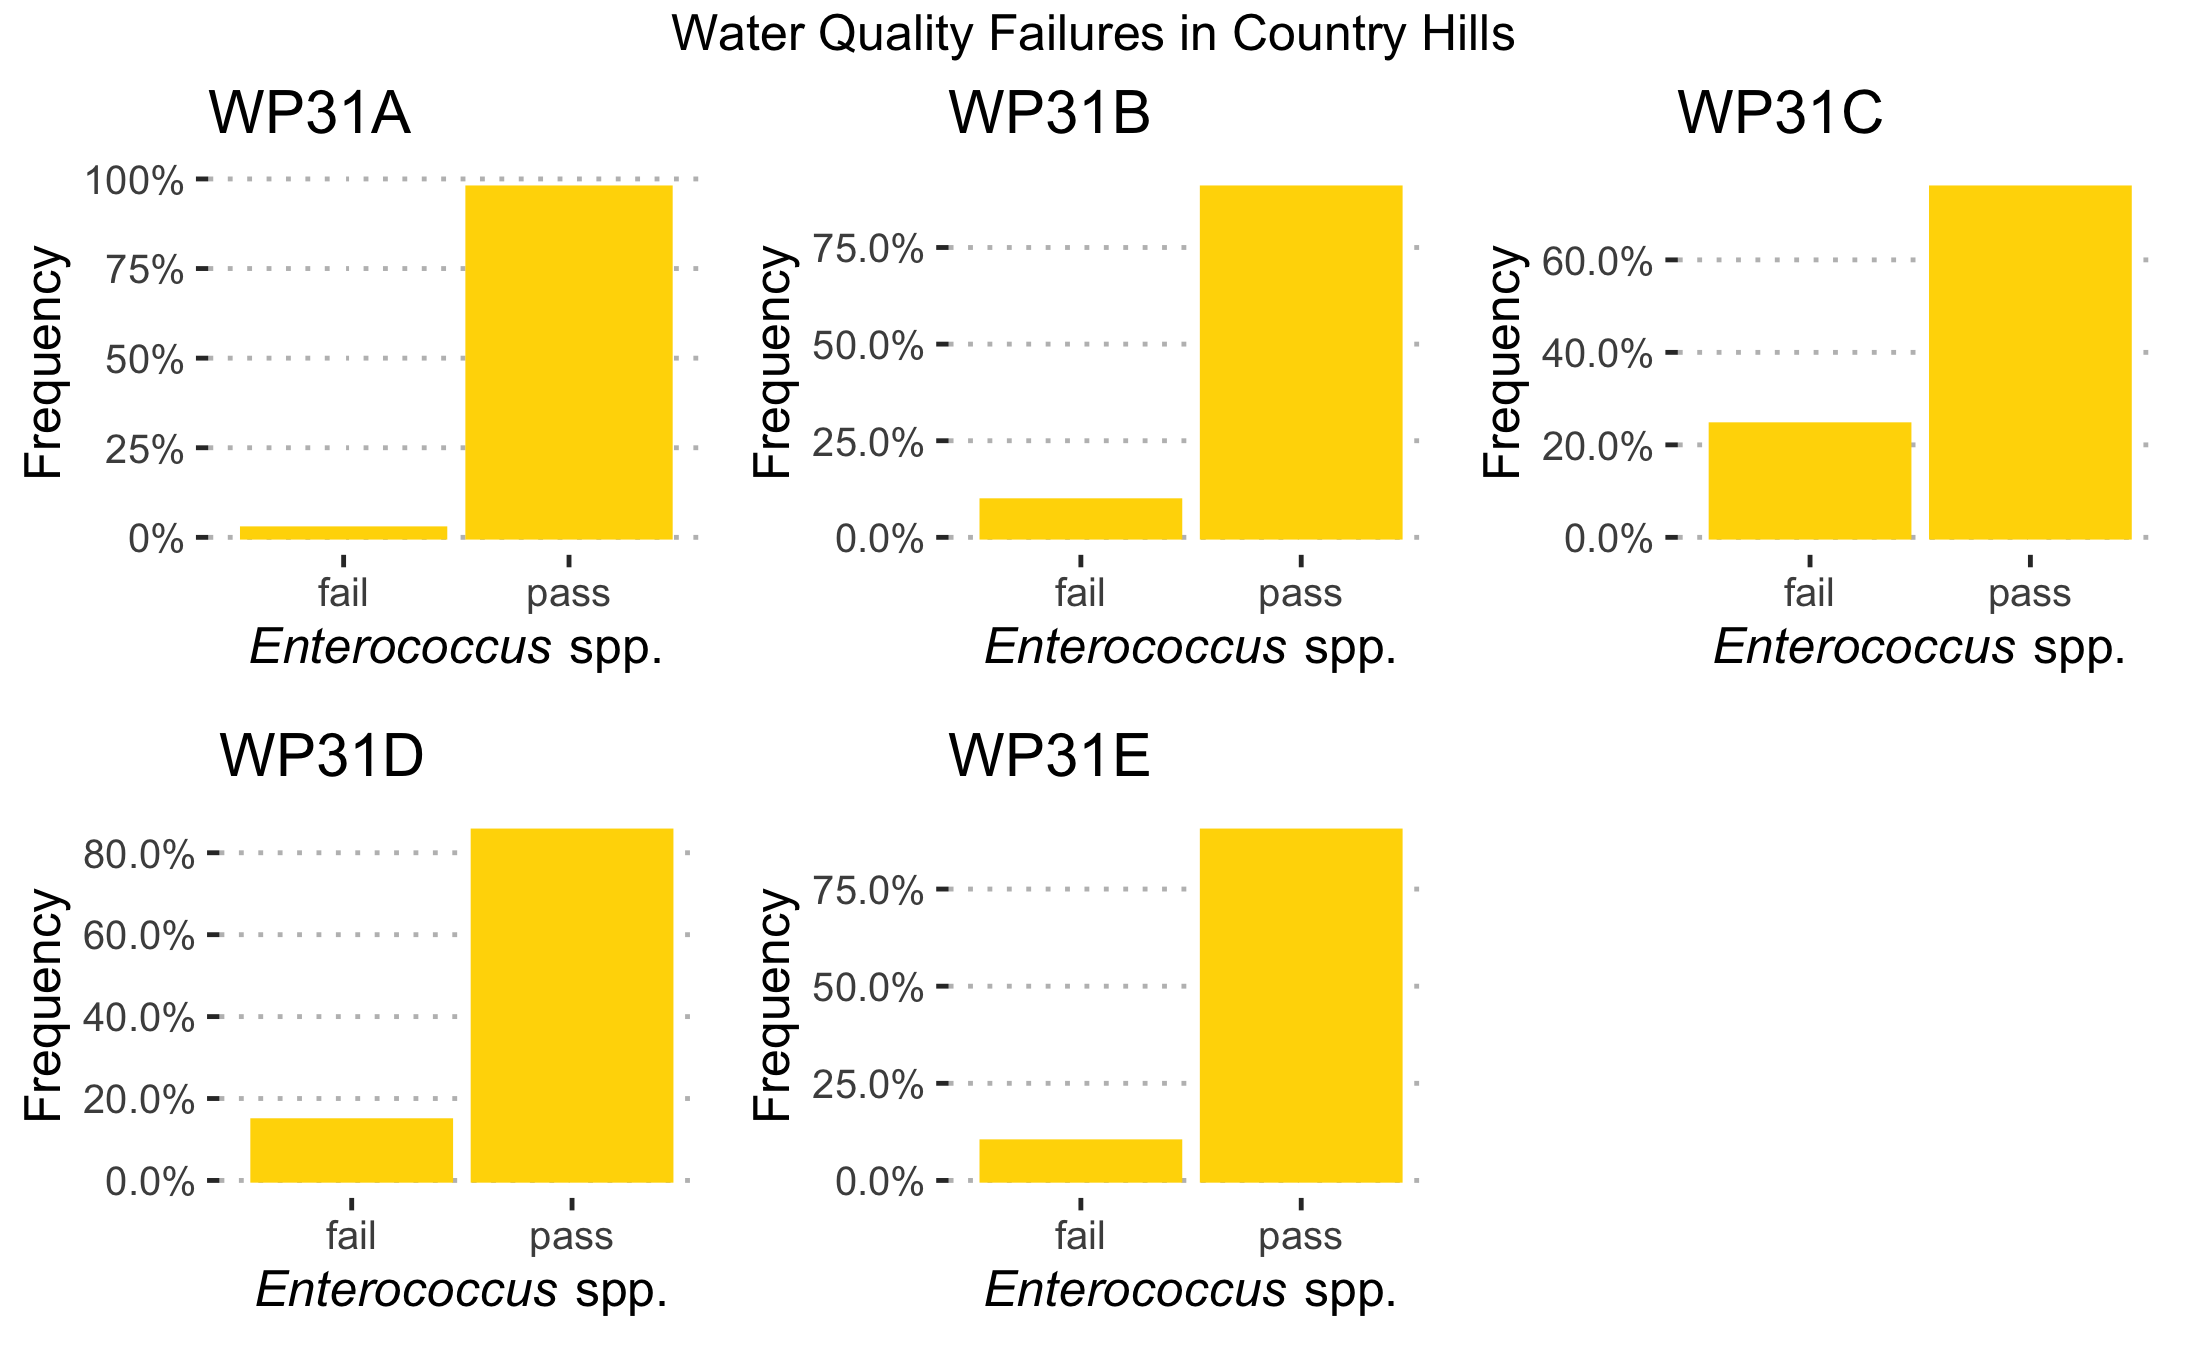 Water Quality Failures in Country Hills
WP31A
100%
75%
50%
25%
0%
Frequency
fail pass
Enterococcus spp.
WP31B
75.0%
50.0%
25.0%
0.0%
Frequency
fail pass
Enterococcus spp.
WP31C
60.0%
40.0%
20.0%
0.0%
Frequency
fail pass
Enterococcus spp.
WP31D
80.0%
60.0%
40.0%
20.0%
0.0%
Frequency
fail pass
Enterococcus spp.
WP31E
75.0%
50.0%
25.0%
0.0%
Frequency
fail pass
Enterococcus spp.